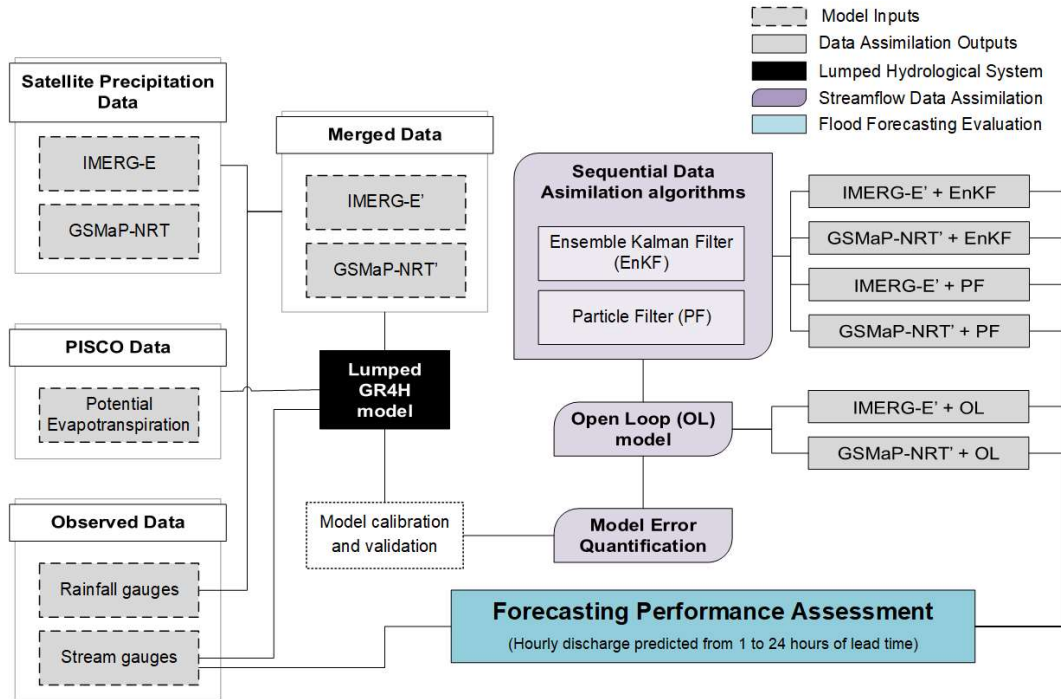 Model Inputs
Data Assimilation Outputs
Lumped Hydrological System
Streamflow Data Assimilation
Flood Forecasting Evaluation
Satellite Precipitation
Data
IMERG-E
GSMaP-NRT
Merged Data
IMERG-E’
GSMaP-NRT’
PISCO Data
Potential
Evapotranspiration
Lumped
GR4H
model
Observed Data
Rainfall gauges
Stream gauges
Model calibration
and validation
Sequential Data
Asimilation algorithms
Ensemble Kalman Filter
(EnKF)
Particle Filter (PF)
Open Loop (OL)
model
Model Error
Quantification
IMERG-E’ + EnKF
GSMaP-NRT’ + EnKF
IMERG-E’ + PF
GSMaP-NRT’ + PF
IMERG-E’ + OL
GSMaP-NRT’ + OL
Forecasting Performance Assessment
(Hourly discharge predicted from 1 to 24 hours of lead time)